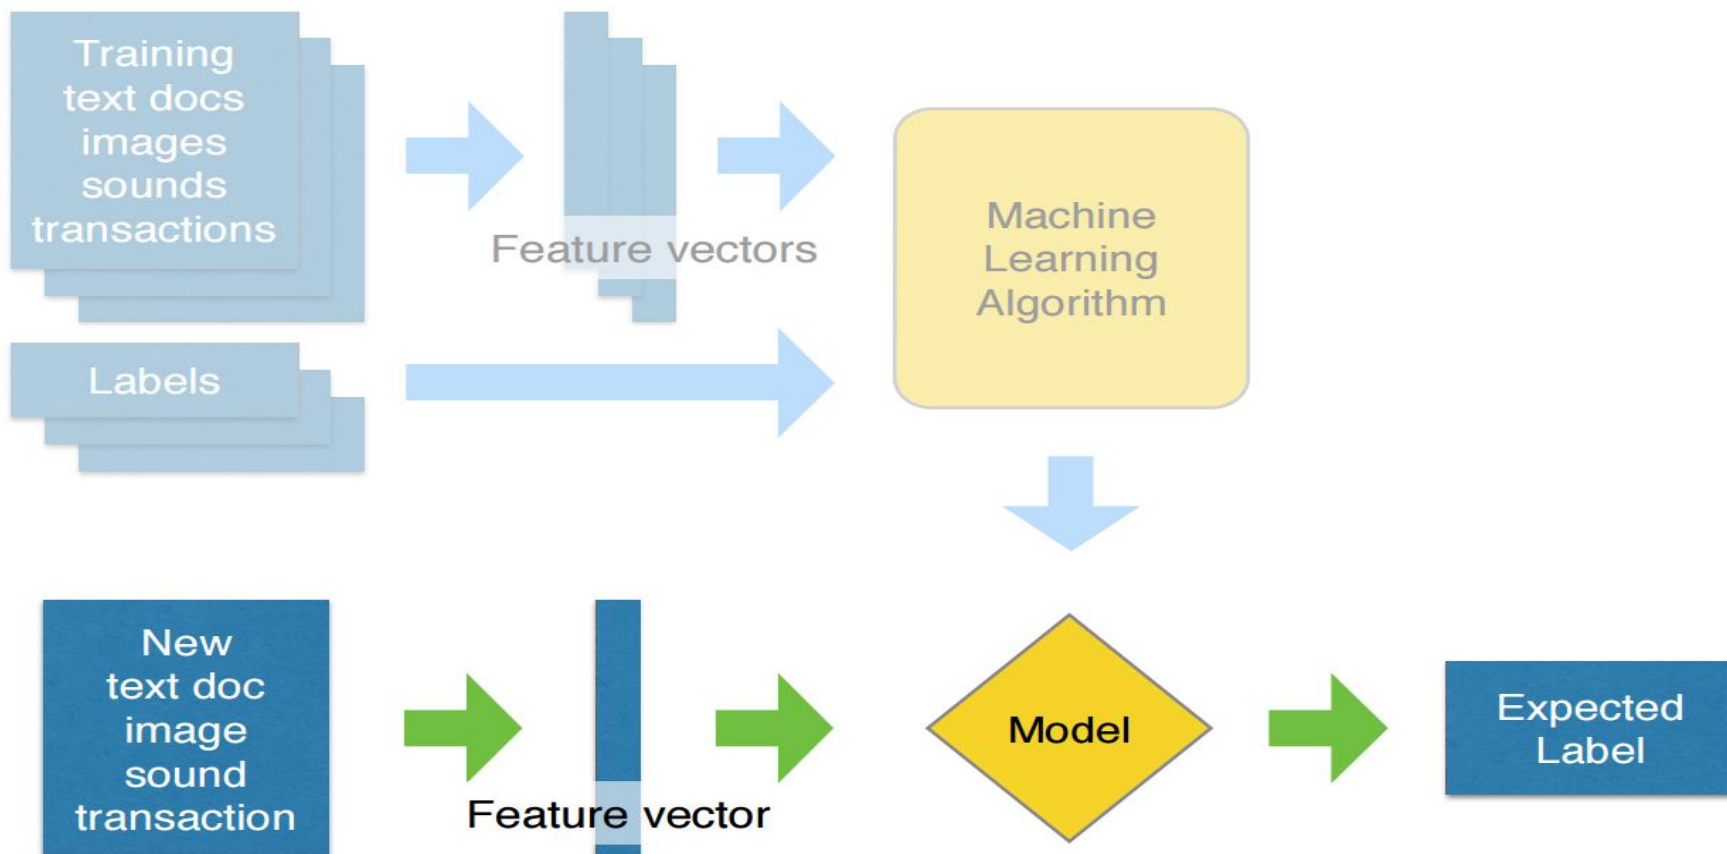 Training
text docs
images
sounds
transactions
Feature vectors
Machine
Learning
Algorithm
Labels
New
text doc
image
sound
transaction
Feature vector
Model
Expected
Label